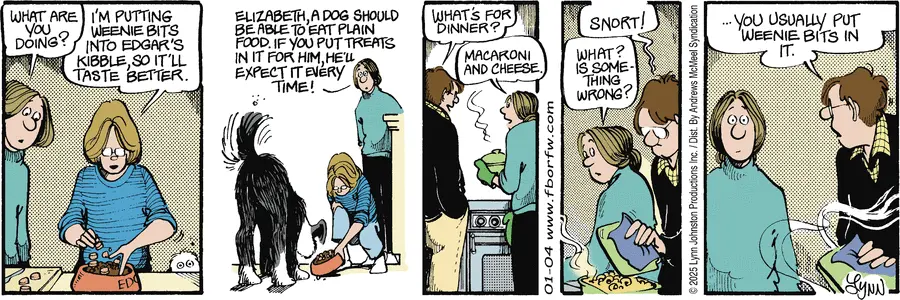 WHAT ARE
YOU
DOING?
I'M PUTTING
WEENIE BITS
INTO EDGAR'S
KIBBLE, SO IT'LL
TASTE BETTER.
ED
ELIZABETH, A DOG SHOULD
BE ABLE TO EAT PLAIN
FOOD. IF YOU PUT TREATS
IN IT FOR HIM, HE'LL
EXPECT IT EVERY
TIME!
WHAT'S FOR
DINNER?
MACARONI
AND CHEESE.
01-04 www.fborfw.com
SNORT!
WHAT?
IS SOME-
THING
WRONG?
© 2025 Lynn Johnston Productions Inc. / Dist. By Andrews McMeel Syndication
...YOU USUALLY PUT
WEENIE BITS IN
IT.
LYNN